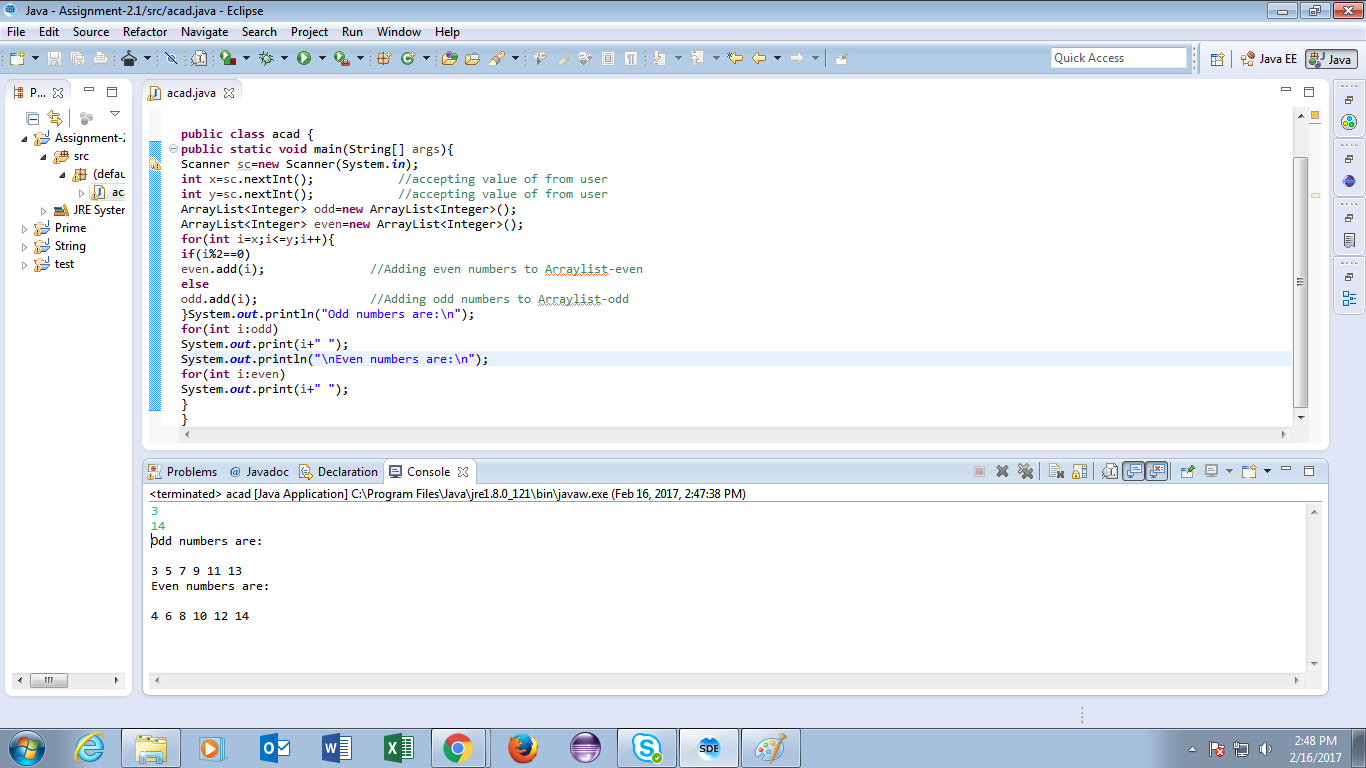 Java - Assignment-2.1/src/acad.java - Eclipse
File Edit Source Refactor Navigate Search Project Run Window Help
Quick Access
Java EE
Java
P...
acad.java
Assignment-2
src
(defau
aca
JRE System
Prime
String
test
public class acad {
public static void main(String[] args){
Scanner sc=new Scanner(System.in);
int x=sc.nextInt(); //accepting value of from user
int y=sc.nextInt(); //accepting value of from user
ArrayList<Integer> odd=new ArrayList<Integer>();
ArrayList<Integer> even=new ArrayList<Integer>();
for(int i=x;i<=y;i++){
if(i%2==0)
even.add(i); //Adding even numbers to Arraylist-even
else
odd.add(i); //Adding odd numbers to Arraylist-odd
}System.out.println("Odd numbers are:\n");
for(int i:odd)
System.out.print(i+" ");
System.out.println("\nEven numbers are:\n");
for(int i:even)
System.out.print(i+" ");
}
}
Problems @ Javadoc Declaration Console
<terminated> acad [Java Application] C:\Program Files\Java\jre1.8.0_121\bin\javaw.exe (Feb 16, 2017, 2:47:38 PM)
3
14
Odd numbers are:
3 5 7 9 11 13
Even numbers are:
4 6 8 10 12 14
SDE
2:48 PM
2/16/2017